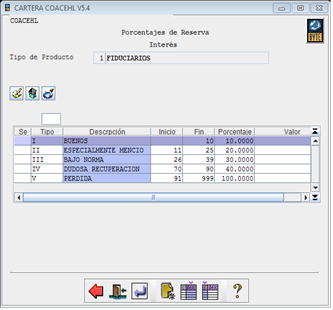 CARTERA COACEHL V5.4
COACEHL
Porcentajes de Reserva
Interés
Tipo de Producto 1 FIDUCIARIOS
Se Tipo Descrpción Inicio Fin Porcentaje Valor
I BUENOS 10 10.0000
II ESPECIALMENTE MENCIO 11 25 20.0000
III BAJO NORMA 26 39 30.0000
IV DUDOSA RECUPERACION 70 90 40.0000
V PERDIDA 91 999 100.0000